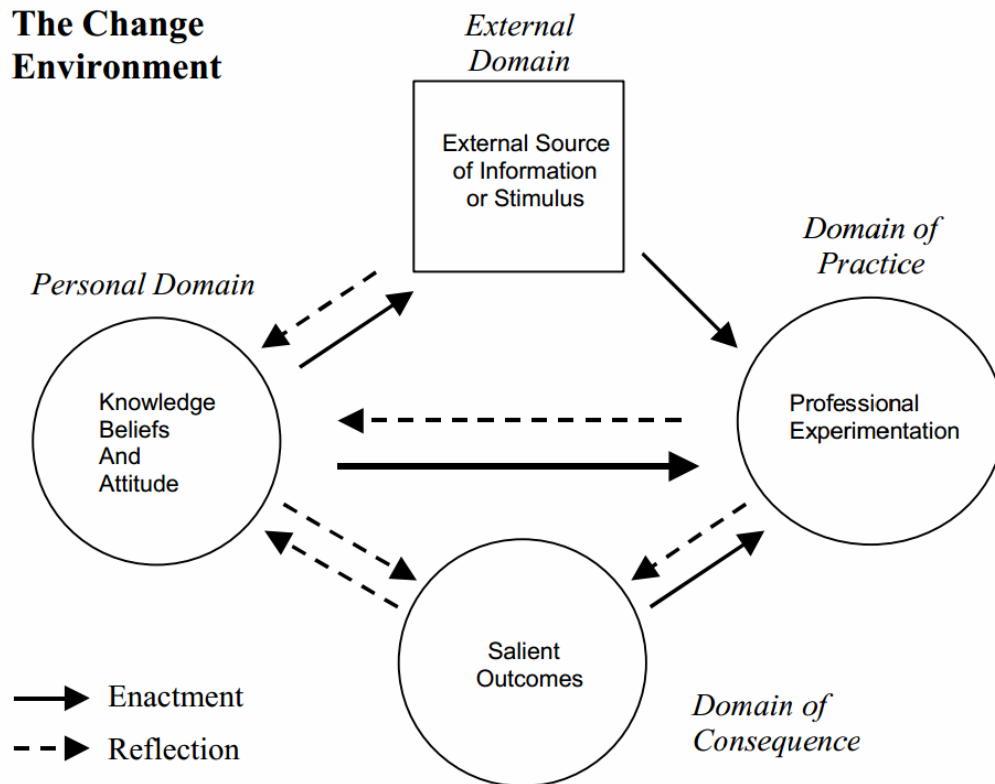 The Change
Environment
External
Domain
External Source
of Information
or Stimulus
Domain of
Practice
Personal Domain
Knowledge
Beliefs
And
Attitude
Professional
Experimentation
Salient
Outcomes
Enactment
Reflection
Domain of
Consequence